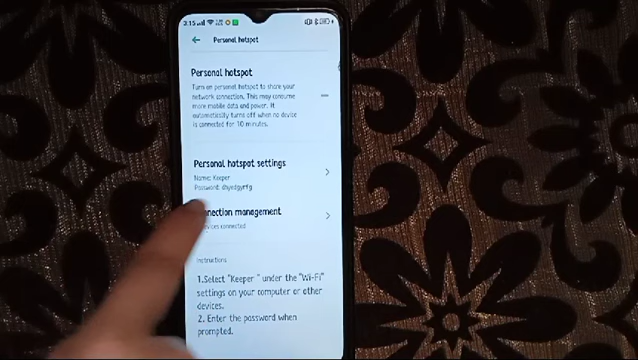 3:15
Personal hotspot
Personal hotspot
Turn on personal hotspot to share your
network connection. This may consume
more mobile data and power. It
automatically turns off when no device
is connected for 10 minutes.
Personal hotspot settings
Name: Keeper
Password: dhyedgyrfg
nnection management
connected
Instructions
1.Select "Keeper " under the "Wi-Fi"
settings on your computer or other
devices.
2. Enter the password when
prompted.